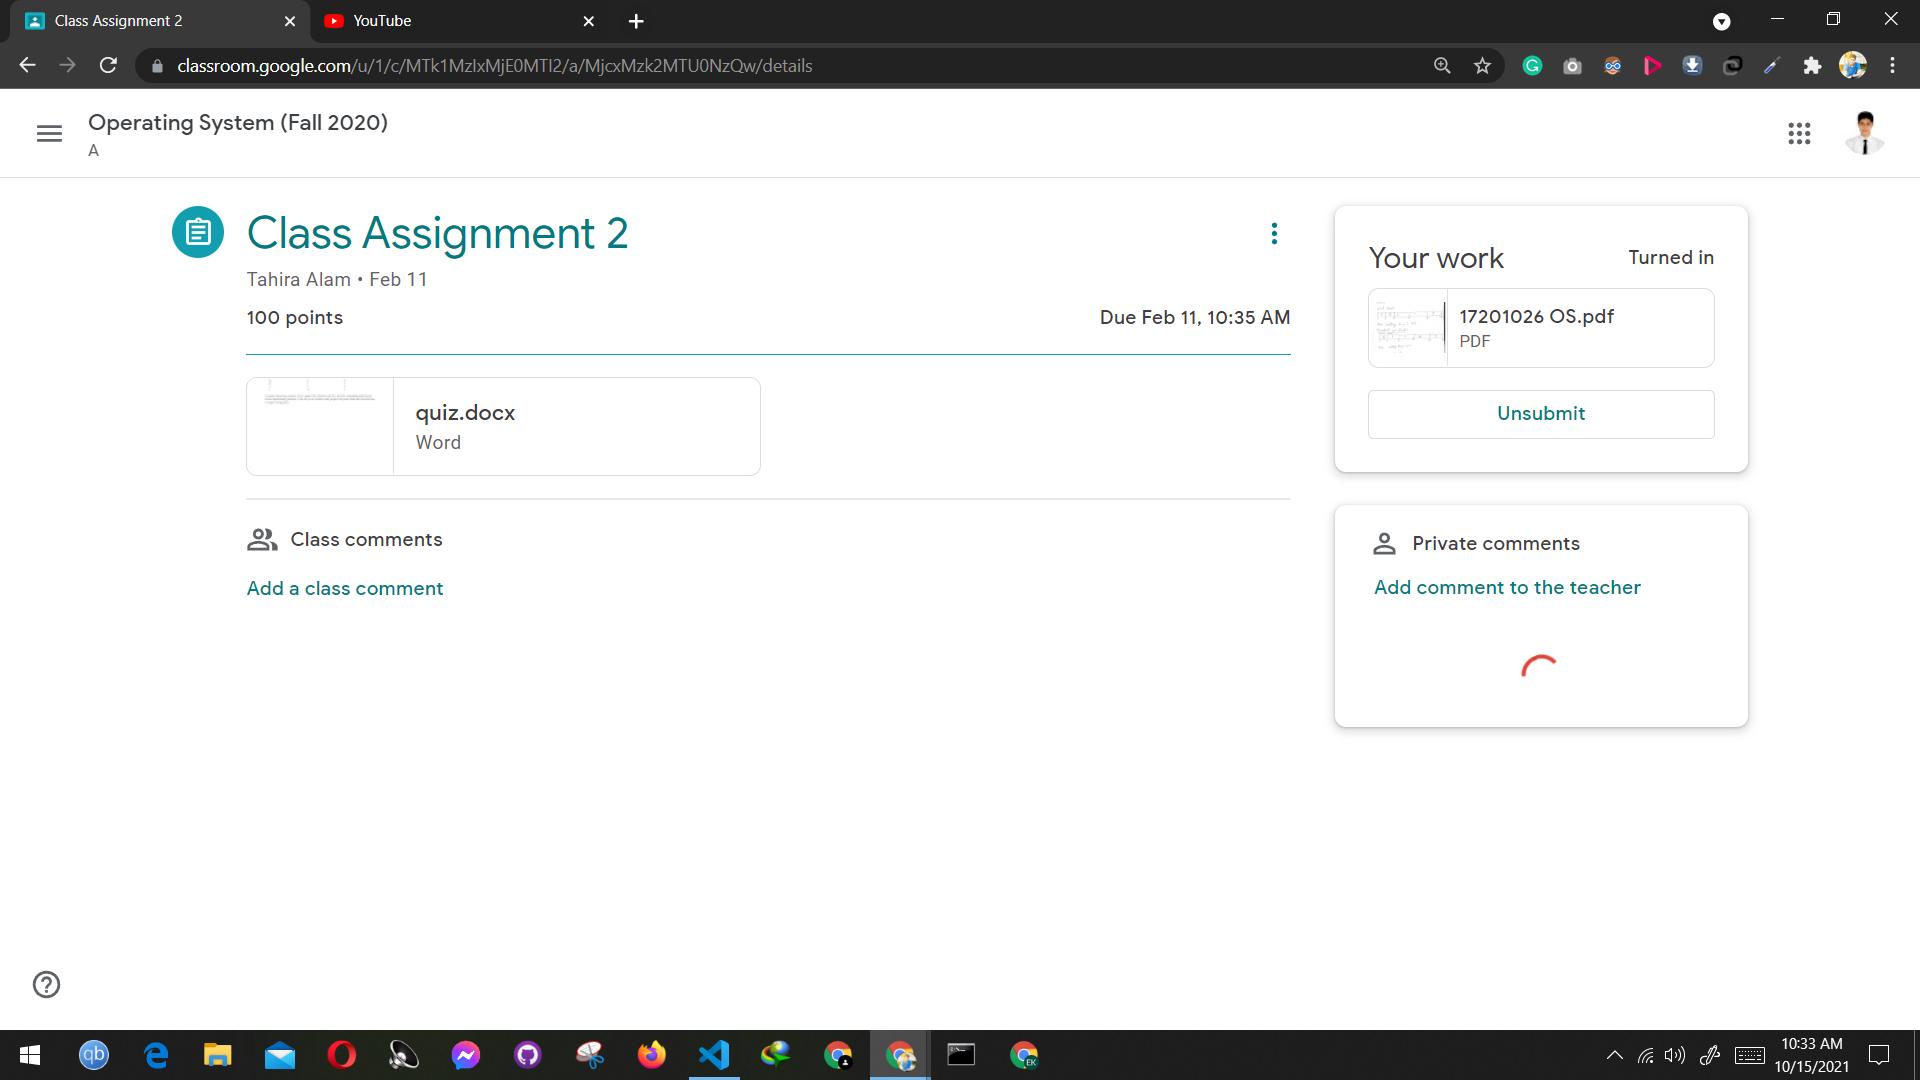 Class Assignment 2
YouTube
classroom.google.com/u/1/c/MTk1MzIxMjE0MTI2/a/MjcxMzk2MTU0NzQw/details
Operating System (Fall 2020)
A
Class Assignment 2
Tahira Alam • Feb 11
100 points
Due Feb 11, 10:35 AM
quiz.docx
Word
Class comments
Add a class comment
Your work
Turned in
17201026 OS.pdf
PDF
Unsubmit
Private comments
Add comment to the teacher
qb
EK
10:33 AM
10/15/2021